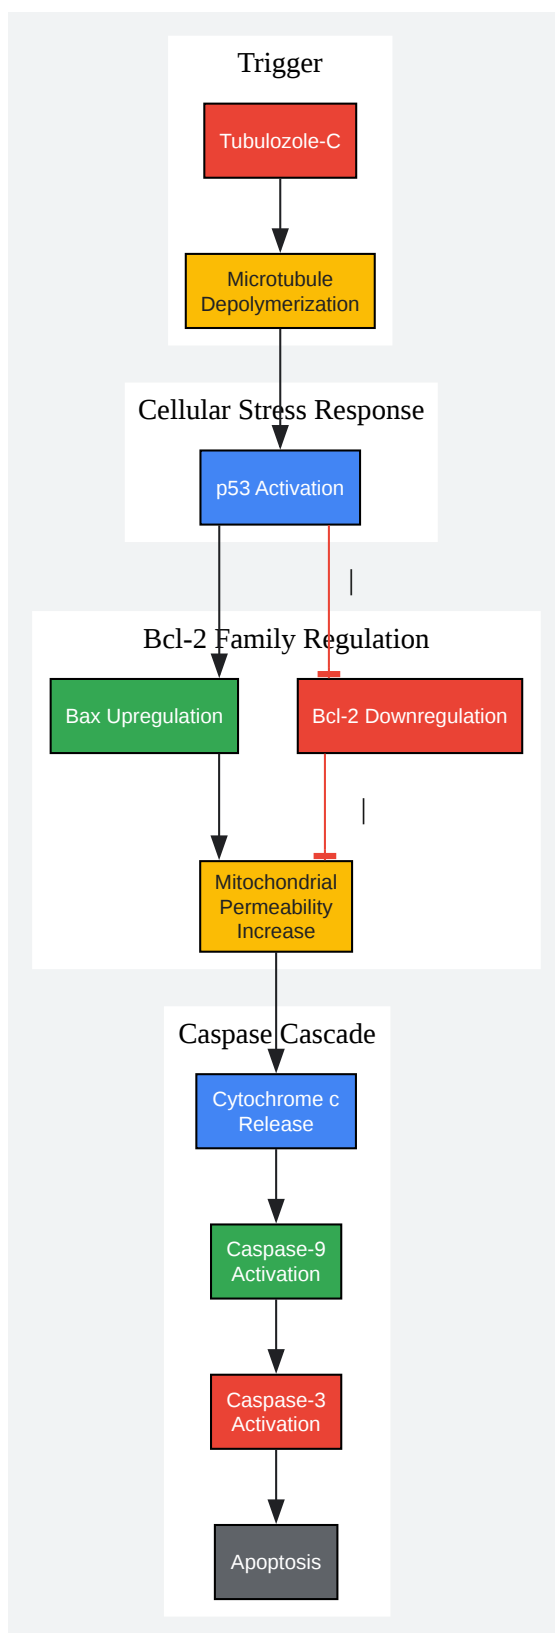 Trigger
Tubulozole-C
Microtubule
Depolymerization
Cellular Stress Response
p53 Activation
|
Bcl-2 Family Regulation
Bax Upregulation
Bcl-2 Downregulation
|
Mitochondrial
Permeability
Increase
Caspase Cascade
Cytochrome c
Release
Caspase-9
Activation
Caspase-3
Activation
Apoptosis